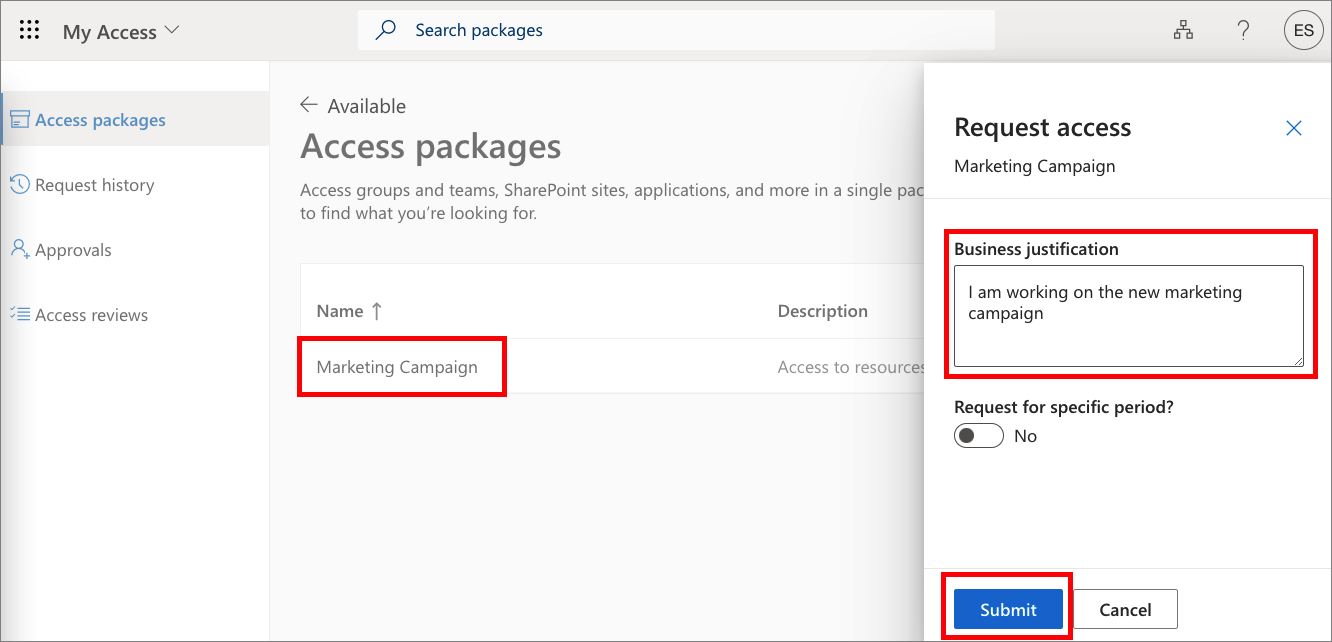 My Access
Search packages
?
ES
Access packages
Request history
Approvals
Access reviews
Available
Access packages
Access groups and teams, SharePoint sites, applications, and more in a single pac
to find what you’re looking for.
Name
Description
Marketing Campaign
Access to resources
Request access
Marketing Campaign
Business justification
I am working on the new marketing
campaign
Request for specific period?
No
Submit
Cancel